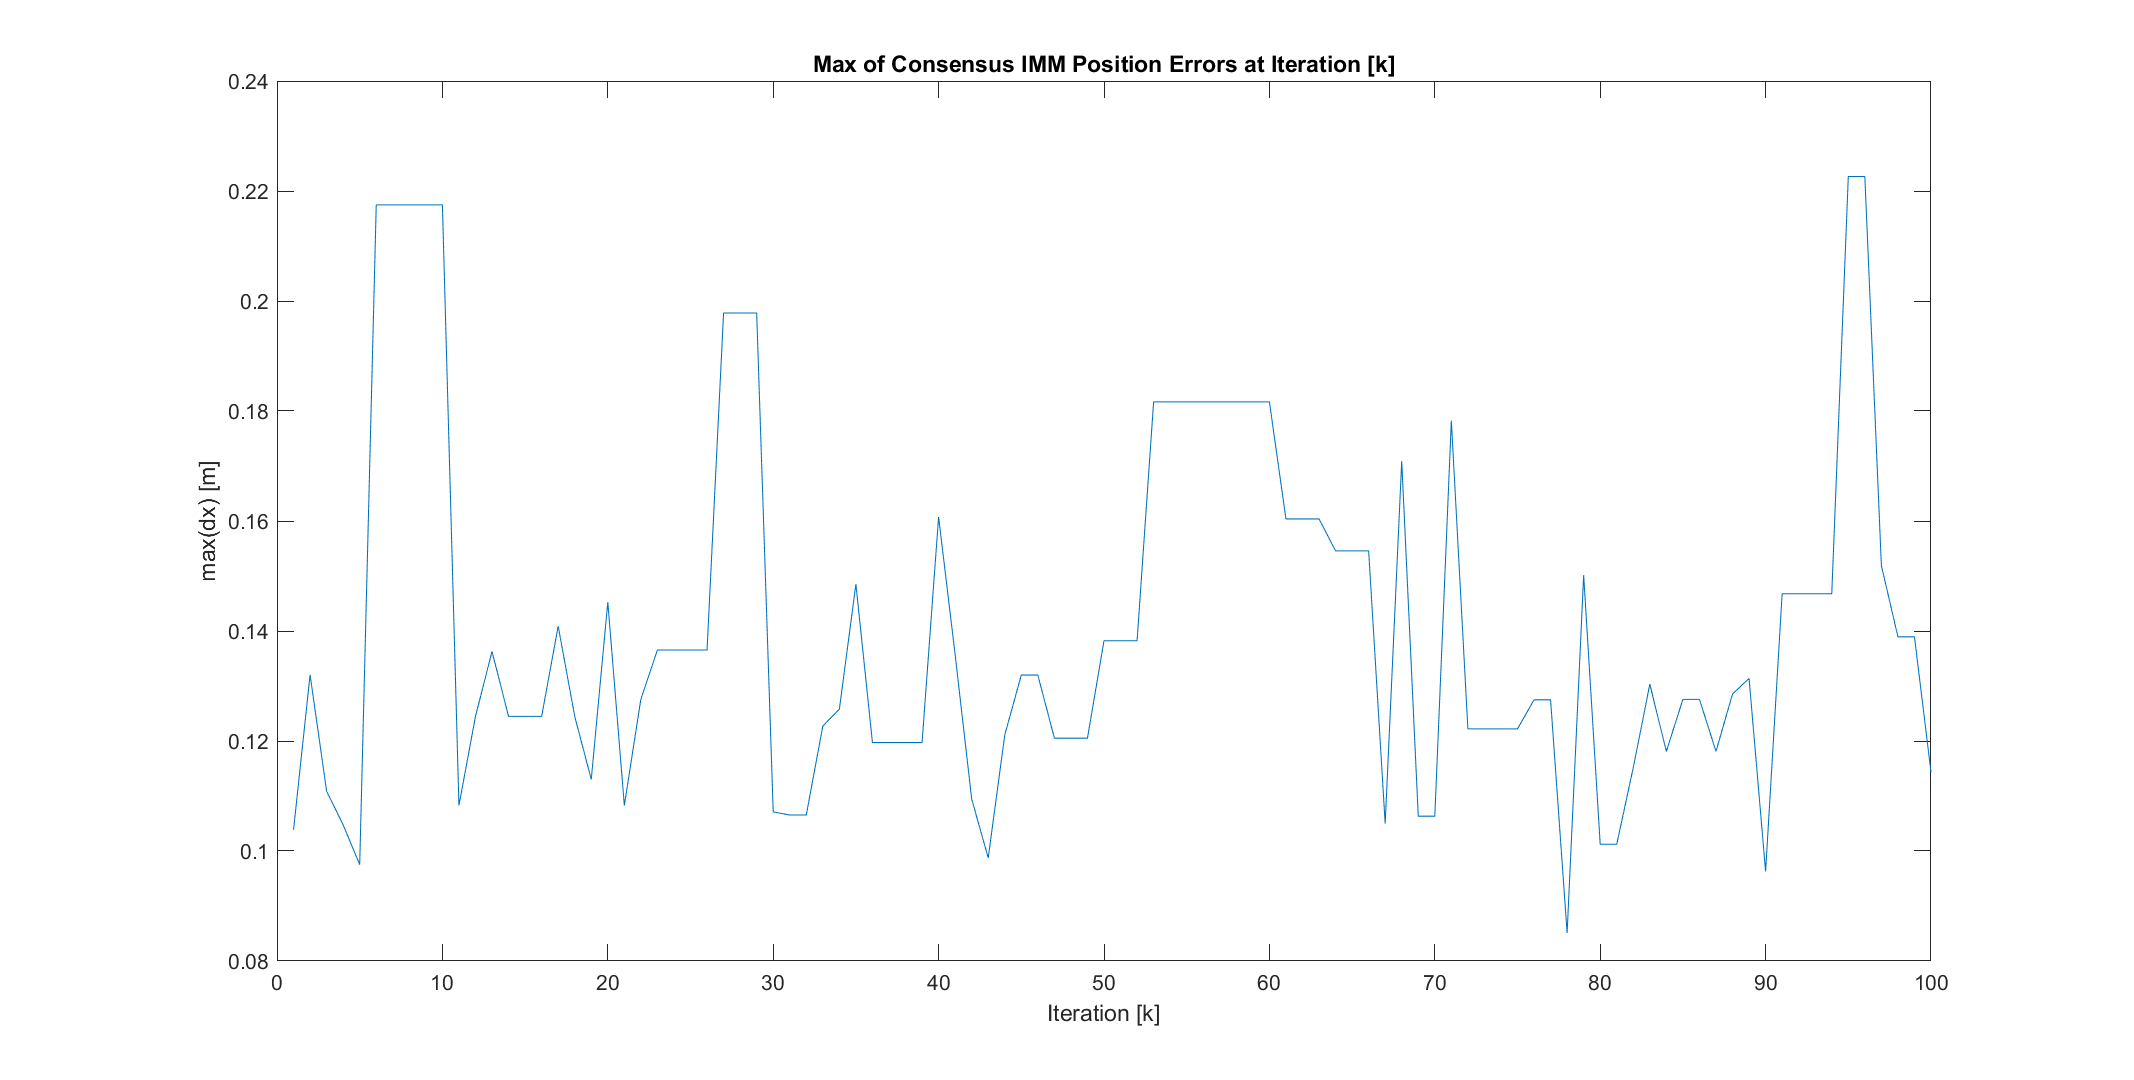 Max of Consensus IMM Position Errors at Iteration [k]
0.24
0.22
0.2
0.18
0.16
0.14
0.12
0.1
0.08
max(dx) [m]
0 10 20 30 40 50 60 70 80 90 100
Iteration [k]